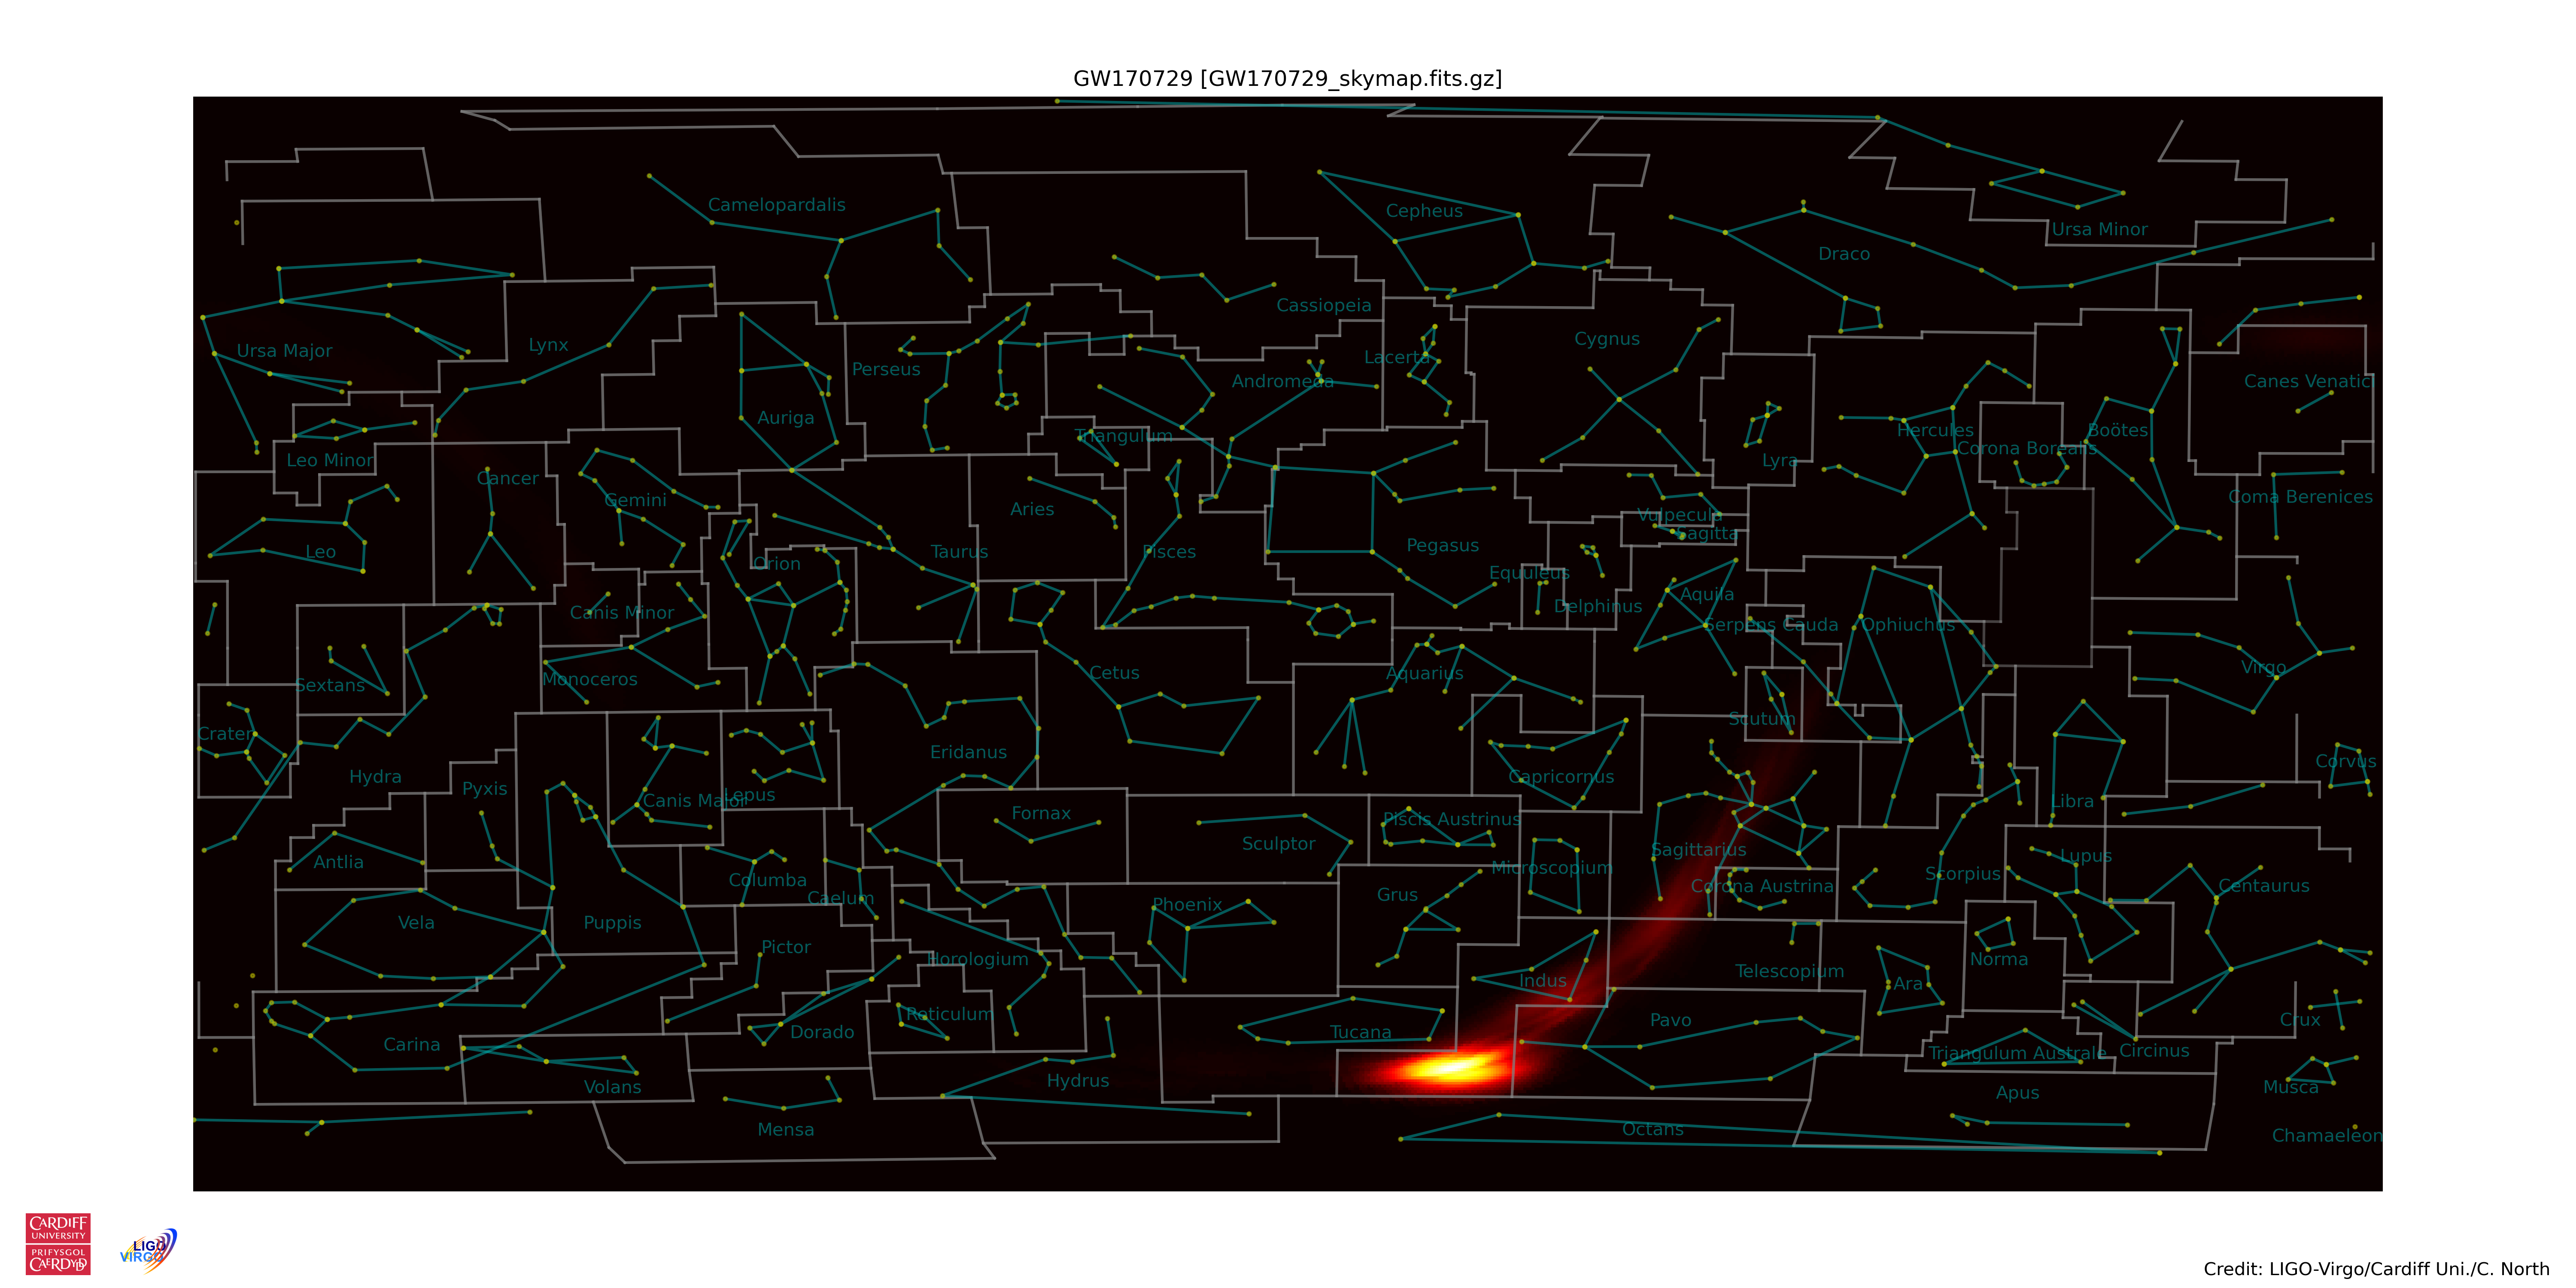 GW170729 [GW170729_skymap.fits.gz]
Camelopardalis
Cepheus
Ursa Minor
Draco
Cassiopeia
Cygnus
Lynx
Ursa Major
Lacerta
Perseus
Andromeda
Canes Venatici
Auriga
Hercules
Boötes
Triangulum
Corona Borealis
Leo Minor
Lyra
Cancer
Gemini
Coma Berenices
Aries
Vulpecula
Sagitta
Pegasus
Leo
Taurus
Pisces
Orion
Equuleus
Aquila
Delphinus
Canis Minor
Serpens Cauda
Ophiuchus
Virgo
Cetus
Aquarius
Monoceros
Sextans
Scutum
Crater
Eridanus
Corvus
Hydra
Capricornus
Pyxis
Lepus
Canis Major
Libra
Fornax
Piscis Austrinus
Sculptor
Sagittarius
Lupus
Antlia
Microscopium
Scorpius
Columba
Corona Austrina
Centaurus
Grus
Caelum
Phoenix
Vela
Puppis
Pictor
Horologium
Norma
Telescopium
Indus
Ara
Reticulum
Pavo
Crux
Dorado
Tucana
Carina
Circinus
Triangulum Australe
Hydrus
Volans
Musca
Apus
Mensa
Octans
Chamaeleon
CARDIFF
UNIVERSITY
PRIFYSGOL
CAERDYDD
LIGO
VIRGO
Credit: LIGO-Virgo/Cardiff Uni./C. North